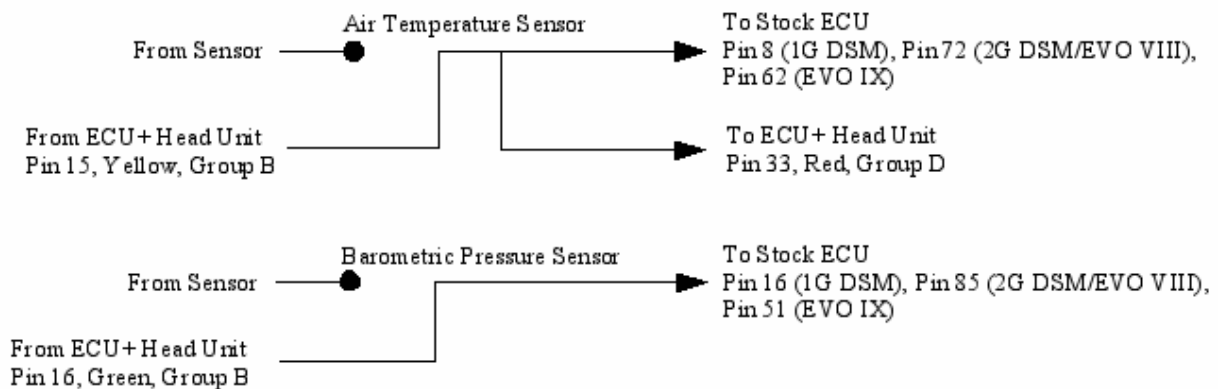 Air Temperature Sensor
From Sensor
To Stock ECU
Pin 8 (1G DSM), Pin 72 (2G DSM/EVO VIII),
Pin 62 (EVO IX)
From ECU+ Head Unit
Pin 15, Yellow, Group B
To ECU+ Head Unit
Pin 33, Red, Group D
Barometric Pressure Sensor
From Sensor
To Stock ECU
Pin 16 (1G DSM), Pin 85 (2G DSM/EVO VIII),
Pin 51 (EVO IX)
From ECU+ Head Unit
Pin 16, Green, Group B